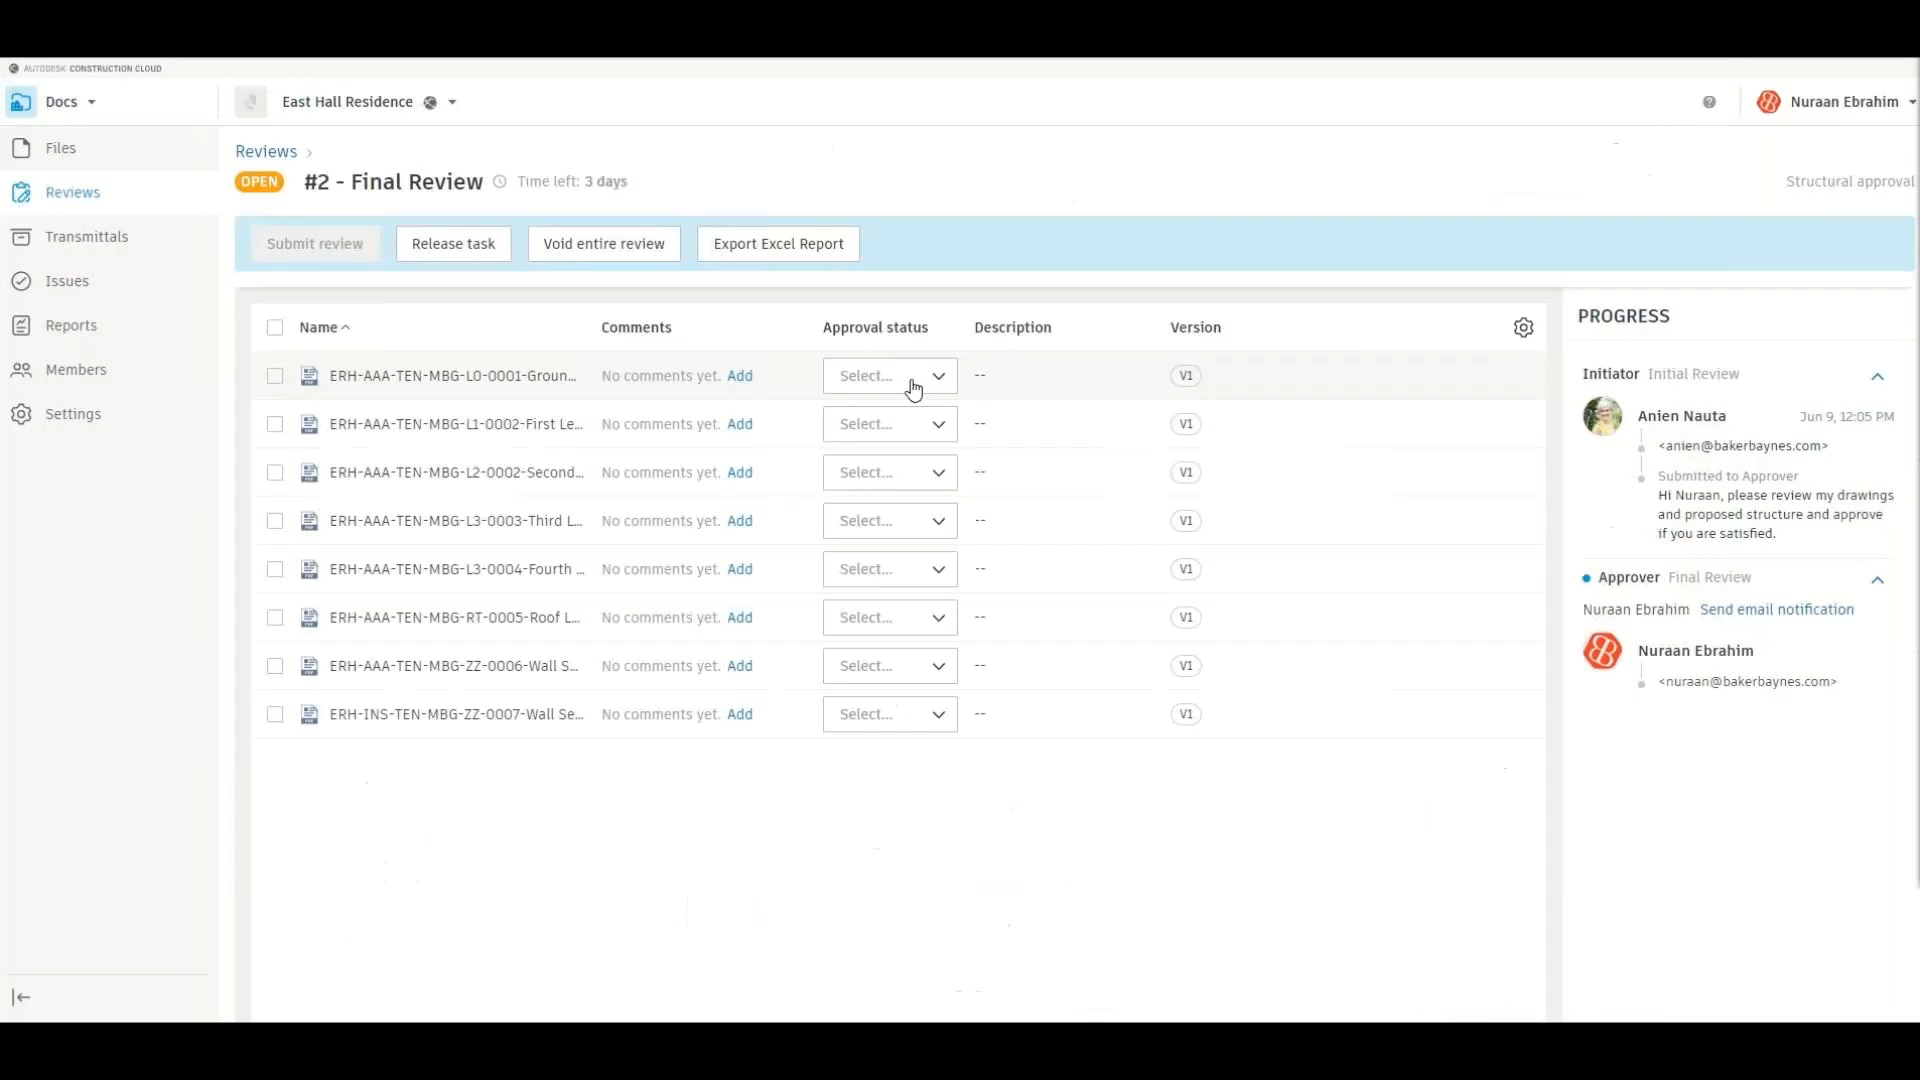 AUTODESK CONSTRUCTION CLOUD
Docs
East Hall Residence
Nuraan Ebrahim
Files
Reviews
Transmittals
Issues
Reports
Members
Settings
Reviews
OPEN #2 - Final Review Time left: 3 days
Structural approval
Submit review Release task Void entire review Export Excel Report
Name Comments Approval status Description Version
ERH-AAA-TEN-MBG-L0-0001-Groun... No comments yet. Add Select... -- V1
ERH-AAA-TEN-MBG-L1-0002-First Le... No comments yet. Add Select... -- V1
ERH-AAA-TEN-MBG-L2-0002-Second... No comments yet. Add Select... -- V1
ERH-AAA-TEN-MBG-L3-0003-Third L... No comments yet. Add Select... -- V1
ERH-AAA-TEN-MBG-L3-0004-Fourth ... No comments yet. Add Select... -- V1
ERH-AAA-TEN-MBG-RT-0005-Roof L... No comments yet. Add Select... -- V1
ERH-AAA-TEN-MBG-ZZ-0006-Wall S... No comments yet. Add Select... -- V1
ERH-INS-TEN-MBG-ZZ-0007-Wall Se... No comments yet. Add Select... -- V1
PROGRESS
Initiator Initial Review
Anien Nauta Jun 9, 12:05 PM
<anien@bakerbaynes.com>
Submitted to Approver
Hi Nuraan, please review my drawings
and proposed structure and approve
if you are satisfied.
Approver Final Review
Nuraan Ebrahim Send email notification
Nuraan Ebrahim
<nuraan@bakerbaynes.com>